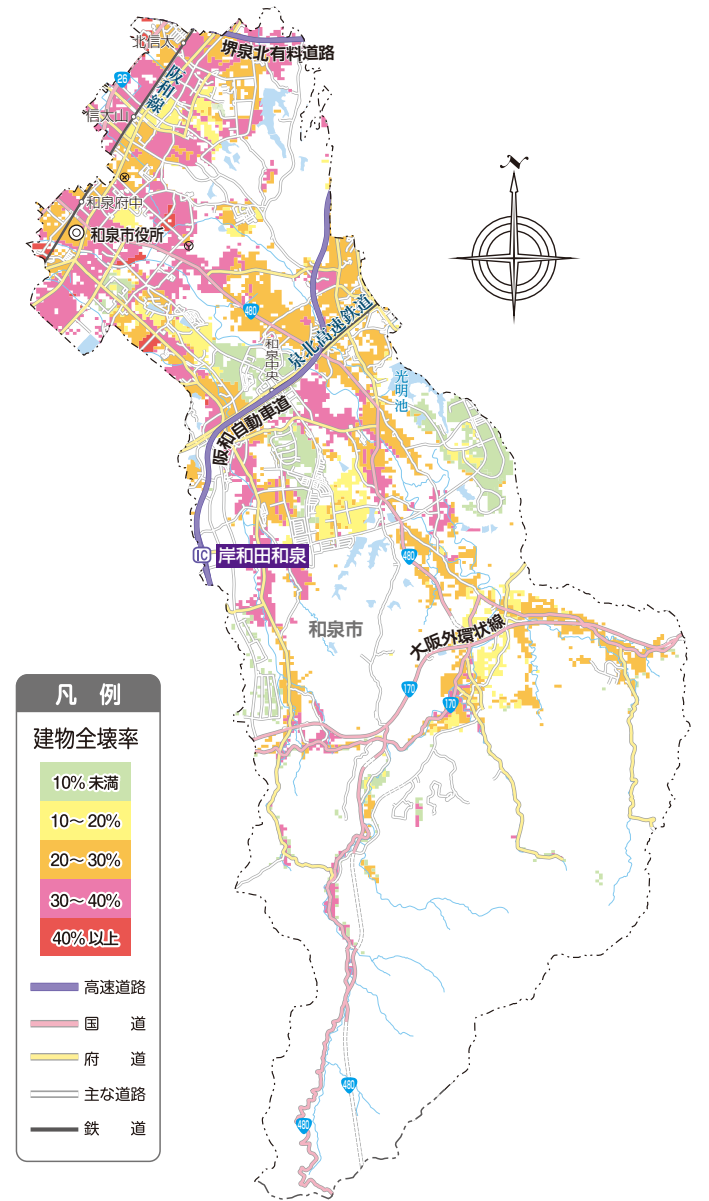 北信太
堺泉北有料道路
26
阪和線
信太山
N
和泉府中
和泉市役所
480
泉北高速鉄道
和泉中央
光明池
阪和自動車道
IC 岸和田和泉
480
和泉市
大阪外環状線
170
170
凡 例
建物全壊率
10% 未満
10～20%
20～30%
30～40%
40% 以上
高速道路
国 道
府 道
主な道路
鉄 道
480
480